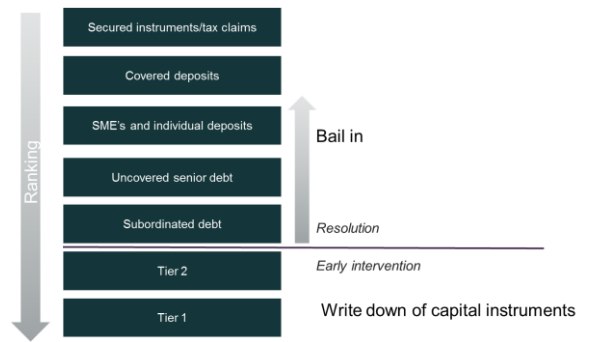 Secured instruments/tax claims
Covered deposits
SME's and individual deposits
Bail in
Ranking
Uncovered senior debt
Subordinated debt
Resolution
Early intervention
Tier 2
Write down of capital instruments
Tier 1